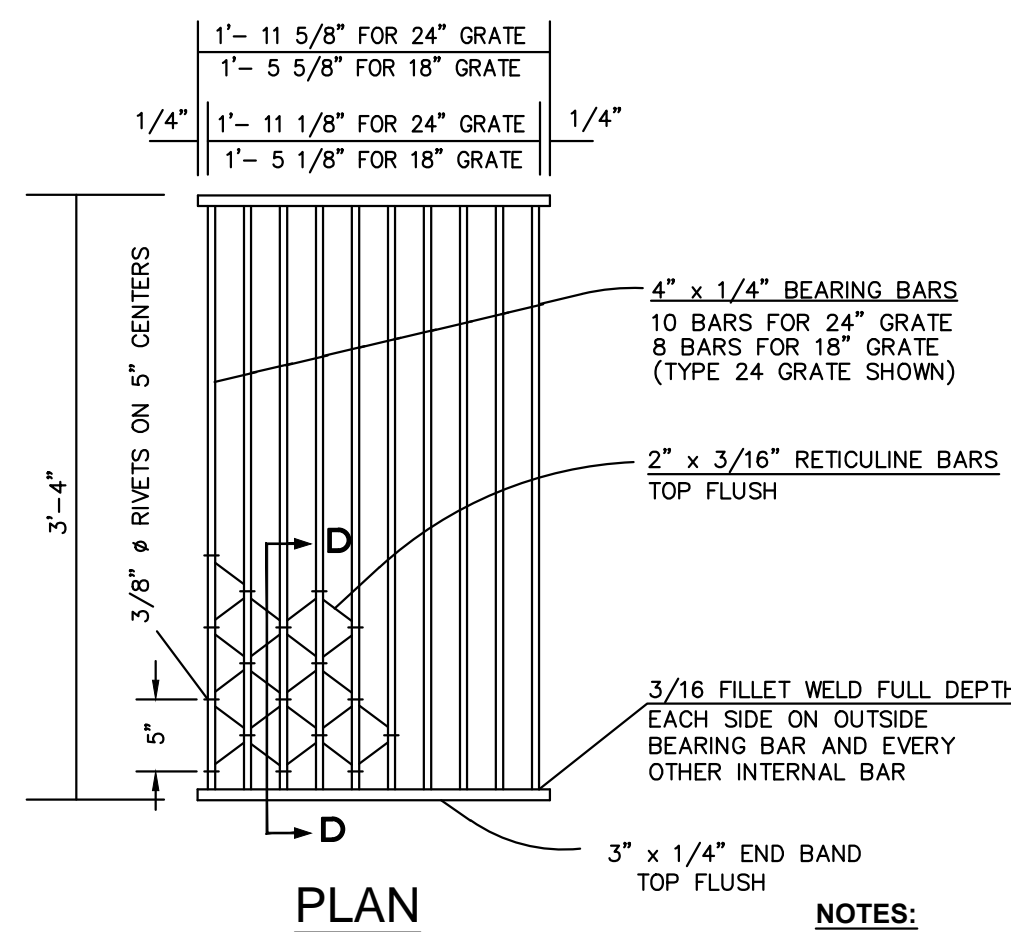 1'- 11 5/8" FOR 24" GRATE
1'- 5 5/8" FOR 18" GRATE
1/4"
1'- 11 1/8" FOR 24" GRATE
1/4"
1'- 5 1/8" FOR 18" GRATE
3/8" ø RIVETS ON 5" CENTERS
4" x 1/4" BEARING BARS
10 BARS FOR 24" GRATE
8 BARS FOR 18" GRATE
(TYPE 24 GRATE SHOWN)
3'-4"
2" x 3/16" RETICULINE BARS
TOP FLUSH
D
3/16 FILLET WELD FULL DEPTH
EACH SIDE ON OUTSIDE
BEARING BAR AND EVERY
OTHER INTERNAL BAR
5"
D
3" x 1/4" END BAND
TOP FLUSH
PLAN
NOTES: